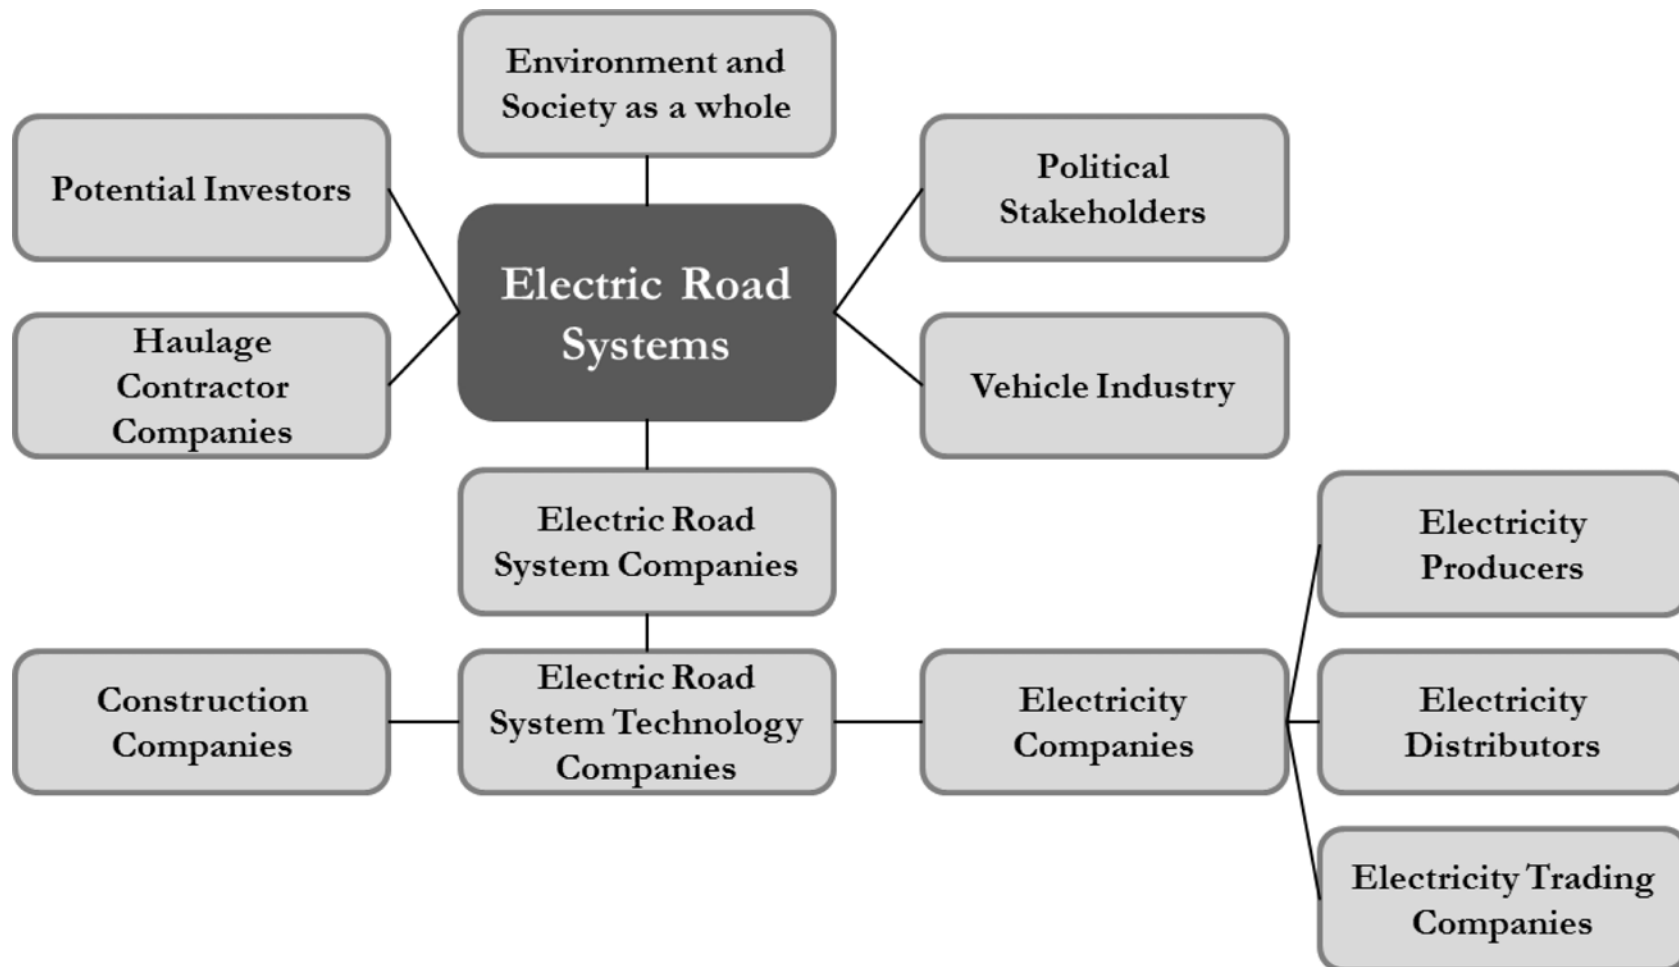 Environment and
Society as a whole
Potential Investors
Political
Stakeholders
Electric Road
Systems
Haulage
Contractor
Companies
Vehicle Industry
Electric Road
System Companies
Electricity
Producers
Construction
Companies
Electric Road
System Technology
Companies
Electricity
Companies
Electricity
Distributors
Electricity Trading
Companies